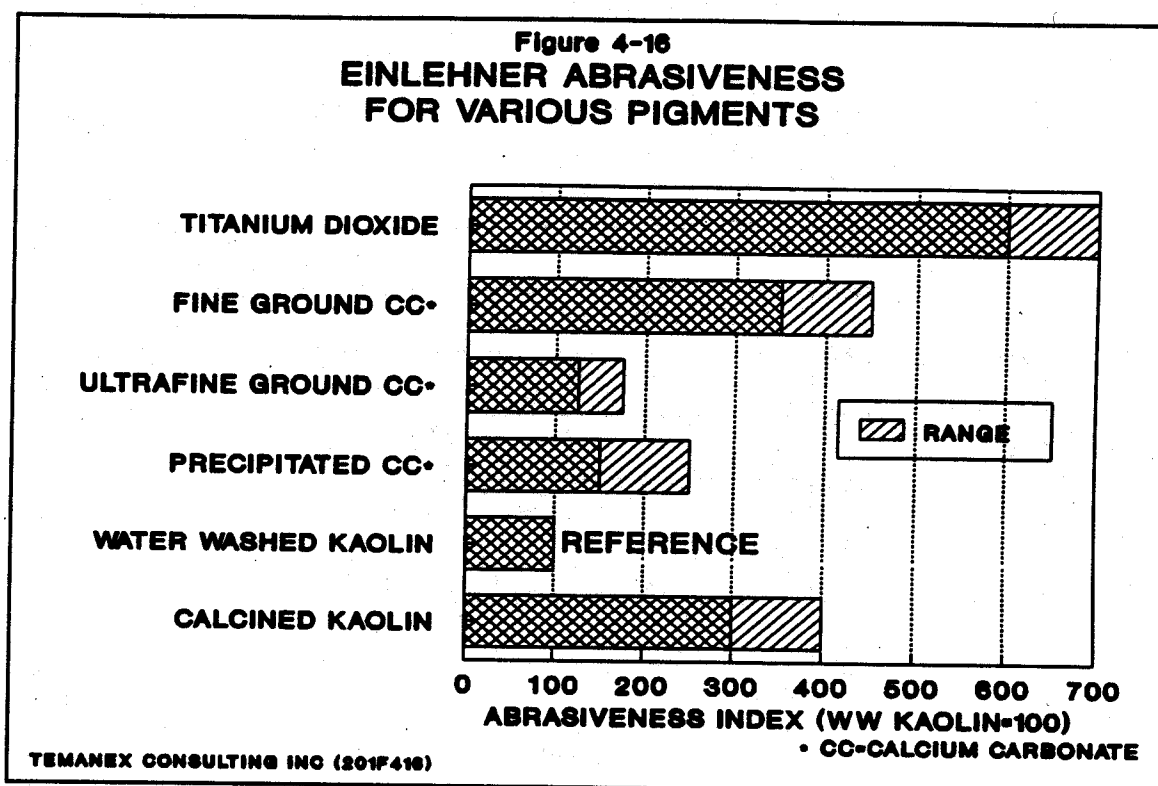 Figure 4-16
EINLEHNER ABRASIVENESS
FOR VARIOUS PIGMENTS
TITANIUM DIOXIDE
FINE GROUND CC*
ULTRAFINE GROUND CC*
PRECIPITATED CC*
WATER WASHED KAOLIN
CALCINED KAOLIN
REFERENCE
RANGE
0 100 200 300 400 500 600 700
ABRASIVENESS INDEX (WW KAOLIN=100)
* CC=CALCIUM CARBONATE
TEMANEX CONSULTING INC (201F416)